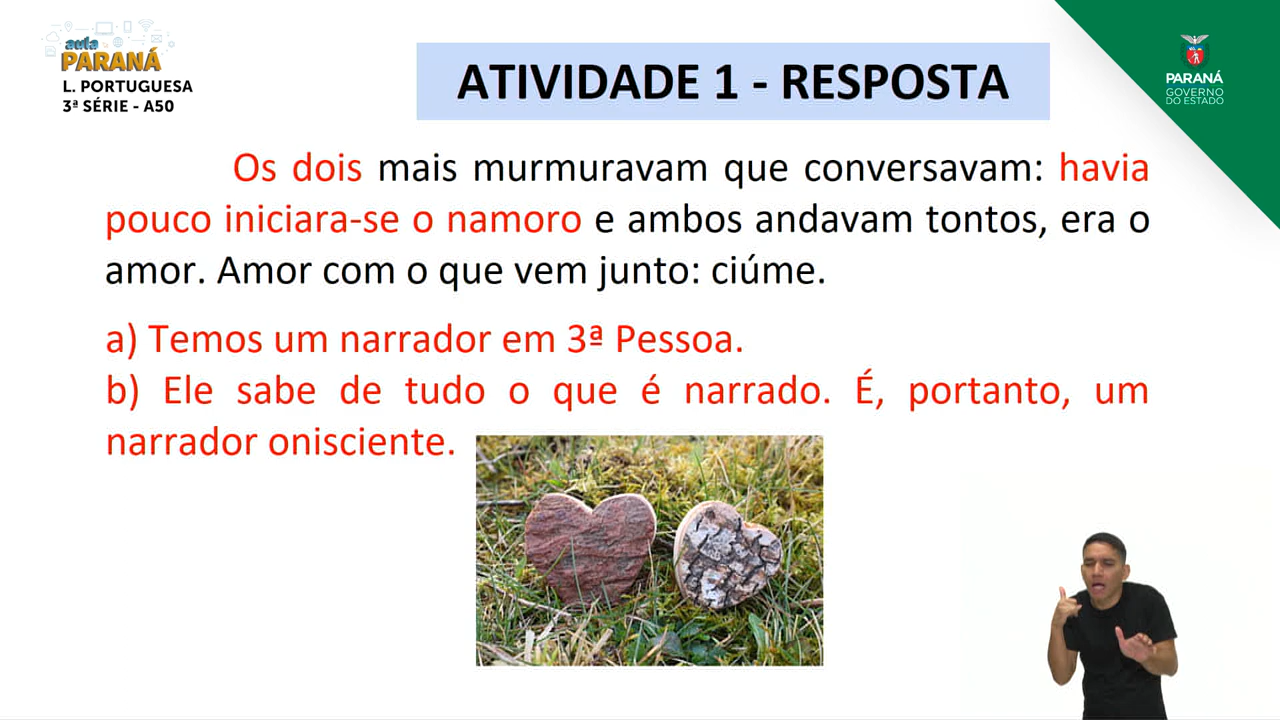 aula
PARANÁ
L. PORTUGUESA
3ª SÉRIE - A50
ATIVIDADE 1 - RESPOSTA
PARANÁ
GOVERNO
DO ESTADO
Os dois mais murmuravam que conversavam: havia
pouco iniciara-se o namoro e ambos andavam tontos, era o
amor. Amor com o que vem junto: ciúme.
a) Temos um narrador em 3ª Pessoa.
b) Ele sabe de tudo o que é narrado. É, portanto, um
narrador onisciente.